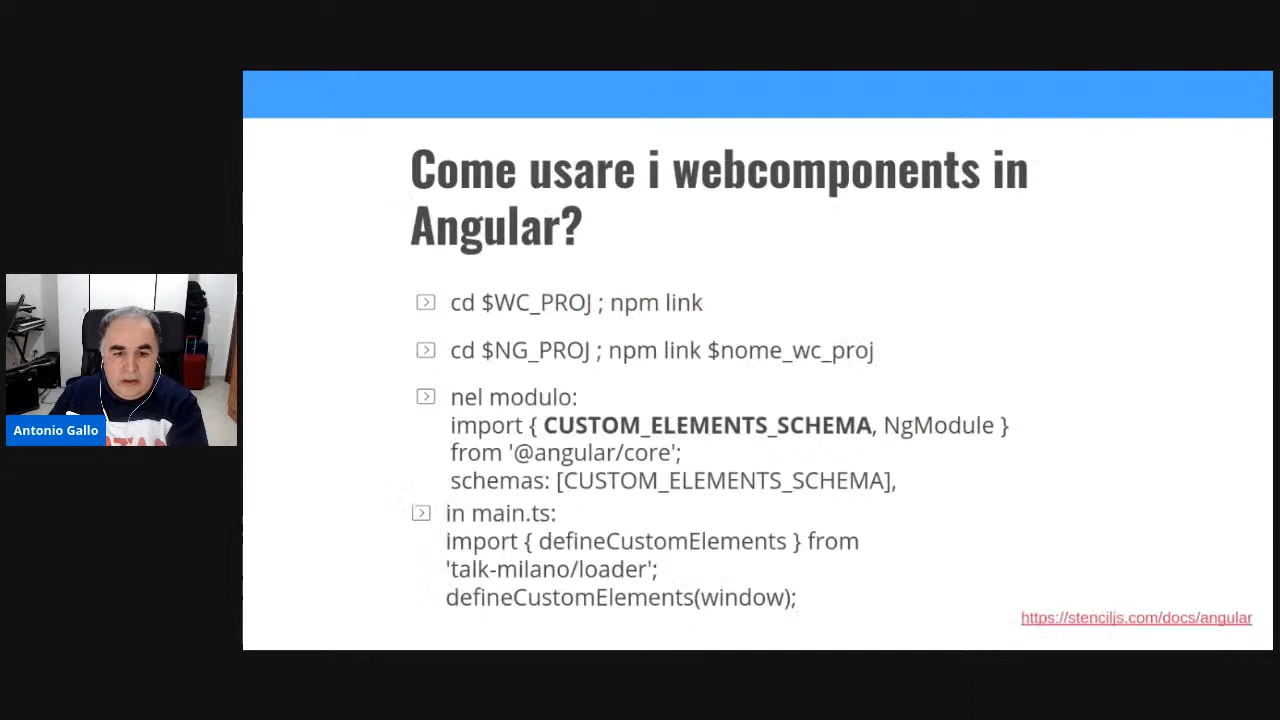 Come usare i webcomponents in
Angular?
cd $WC_PROJ ; npm link
cd $NG_PROJ ; npm link $nome_wc_proj
nel modulo:
import { CUSTOM_ELEMENTS_SCHEMA, NgModule }
from '@angular/core';
schemas: [CUSTOM_ELEMENTS_SCHEMA],
in main.ts:
import { defineCustomElements } from
'talk-milano/loader';
defineCustomElements(window);
https://stenciljs.com/docs/angular
Antonio Gallo